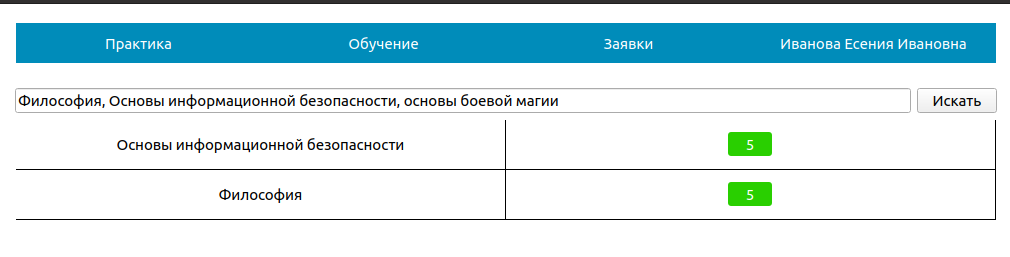 Практика Обучение Заявки Иванова Есения Ивановна
Философия, Основы информационной безопасности, основы боевой магии Искать
Основы информационной безопасности 5
Философия 5